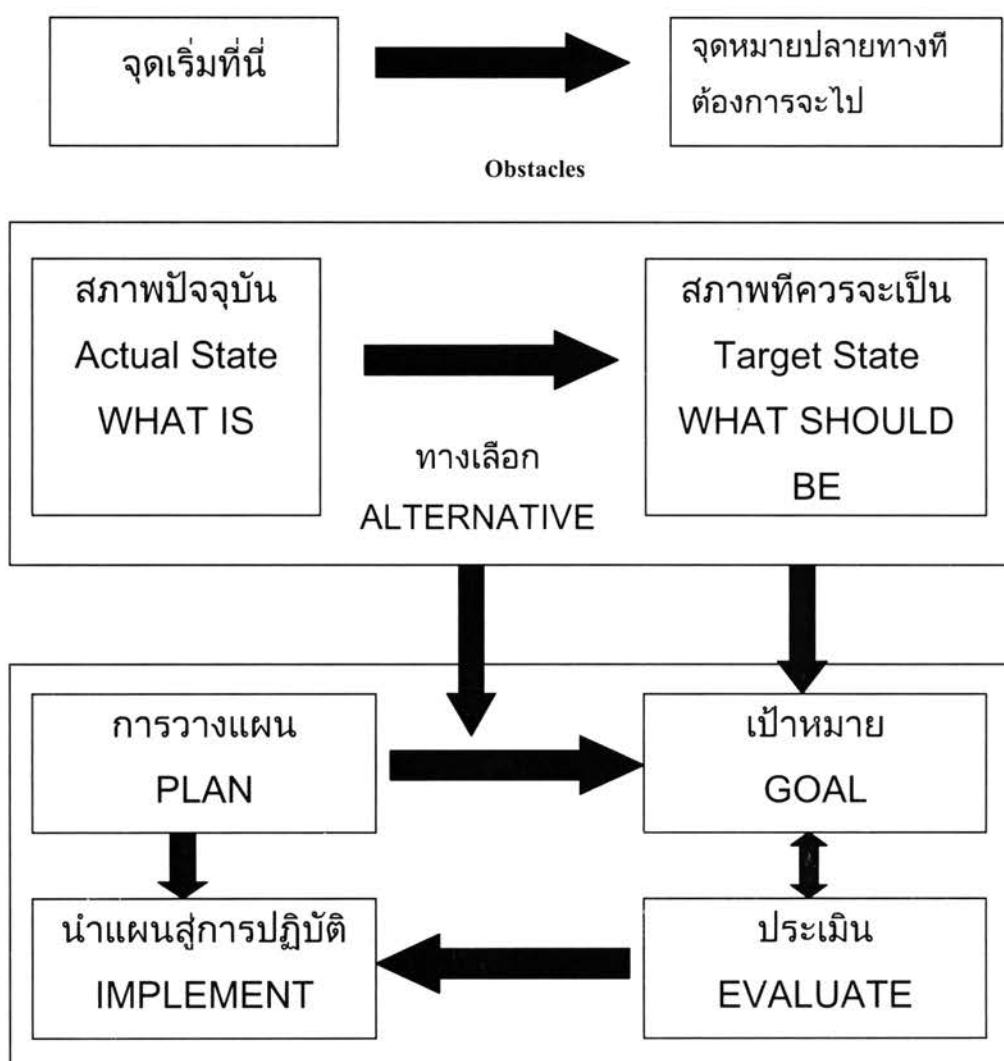 จุดเริ่มที่นี่
จุดหมายปลายทางที่
ต้องการจะไป
Obstacles
สภาพปัจจุบัน
Actual State
WHAT IS
สภาพที่ควรจะเป็น
Target State
WHAT SHOULD
BE
ทางเลือก
ALTERNATIVE
การวางแผน
PLAN
เป้าหมาย
GOAL
นำแผนสู่การปฏิบัติ
IMPLEMENT
ประเมิน
EVALUATE